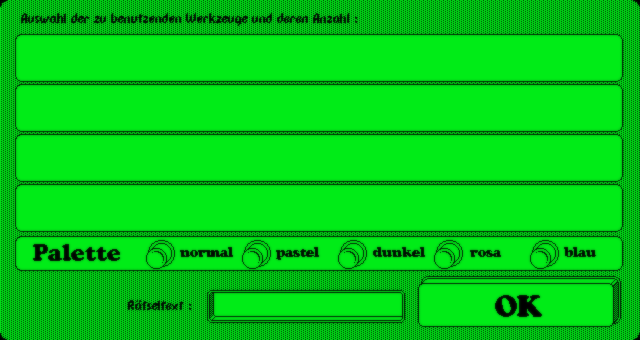 Auswahl der zu benutzenden Werkzeuge und deren Anzahl :
Palette normal pastel dunkel rosa blau
Rätseltext :
OK